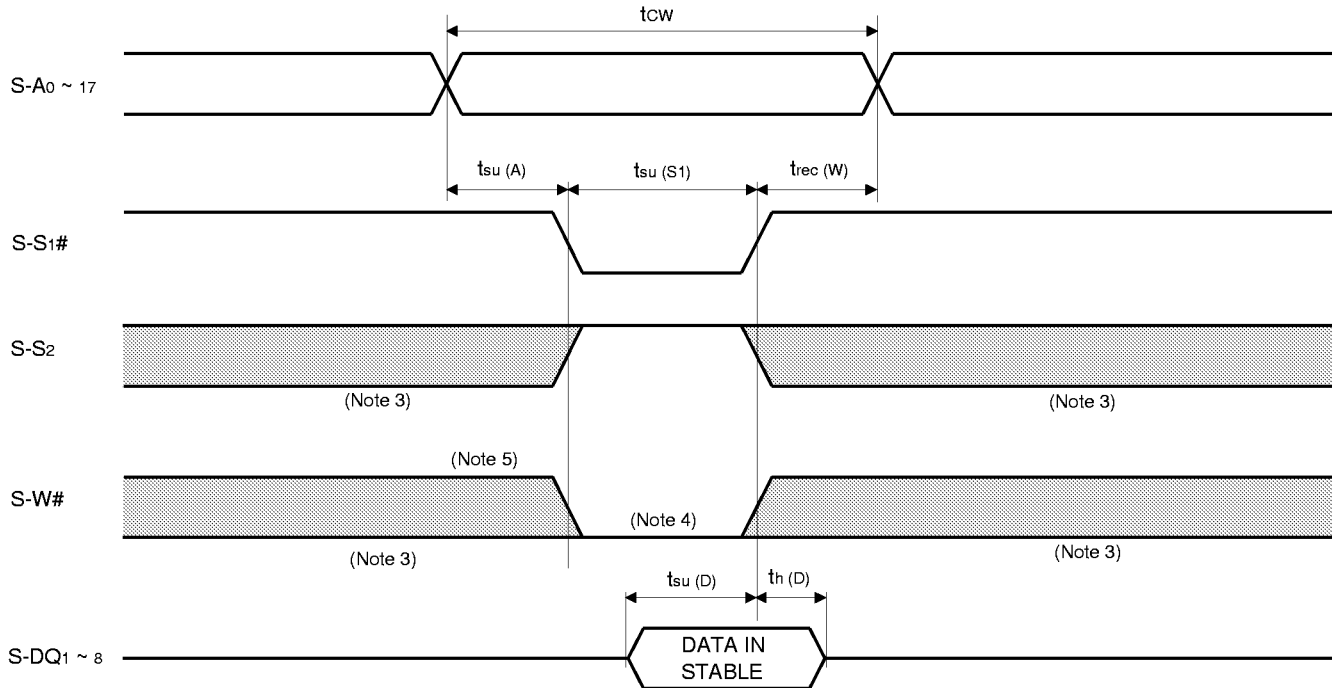 tCW
S-A0 ~ 17
tsu (A)
tsu (S1)
trec (W)
S-S1#
S-S2
(Note 3)
(Note 3)
(Note 5)
S-W#
(Note 4)
(Note 3)
(Note 3)
tsu (D)
th (D)
S-DQ1 ~ 8
DATA IN
STABLE